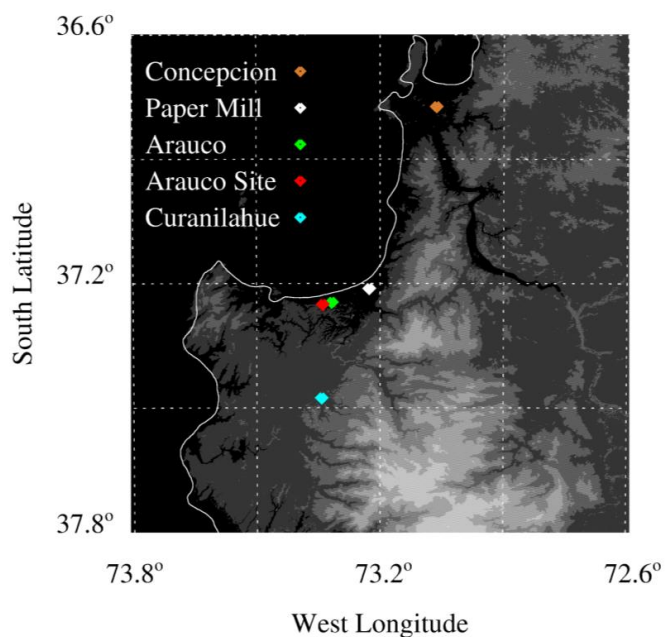 36.6°
Concepcion
Paper Mill
Arauco
Arauco Site
Curanilahue
37.2°
South Latitude
37.8°
73.8° 73.2° 72.6°
West Longitude